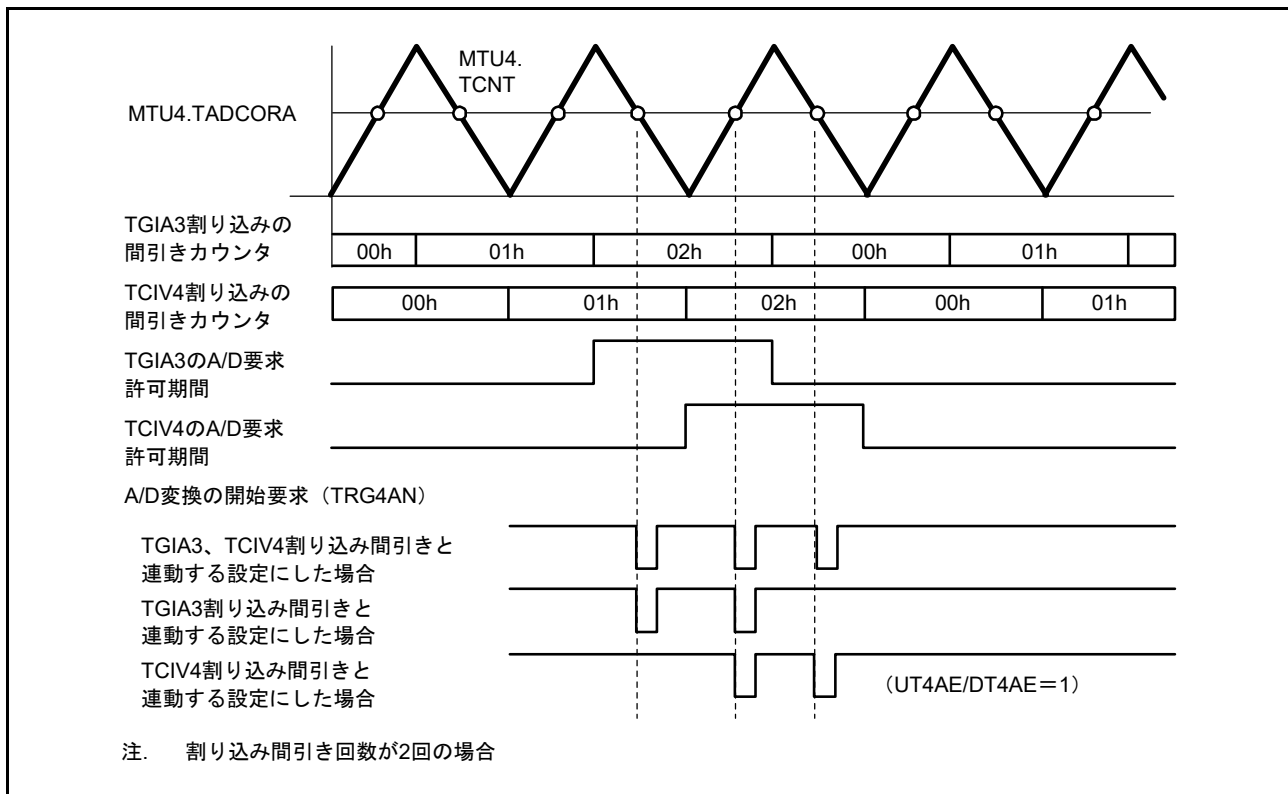 MTU4.
TCNT
MTU4.TADCORA
TGIA3割り込みの
間引きカウンタ
00h 01h 02h 00h 01h
TCIV4割り込みの
間引きカウンタ
00h 01h 02h 00h 01h
TGIA3のA/D要求
許可期間
TCIV4のA/D要求
許可期間
A/D変換の開始要求（TRG4AN）
TGIA3、TCIV4割り込み間引きと
連動する設定にした場合
TGIA3割り込み間引きと
連動する設定にした場合
TCIV4割り込み間引きと
連動する設定にした場合
（UT4AE/DT4AE＝1）
注. 割り込み間引き回数が2回の場合